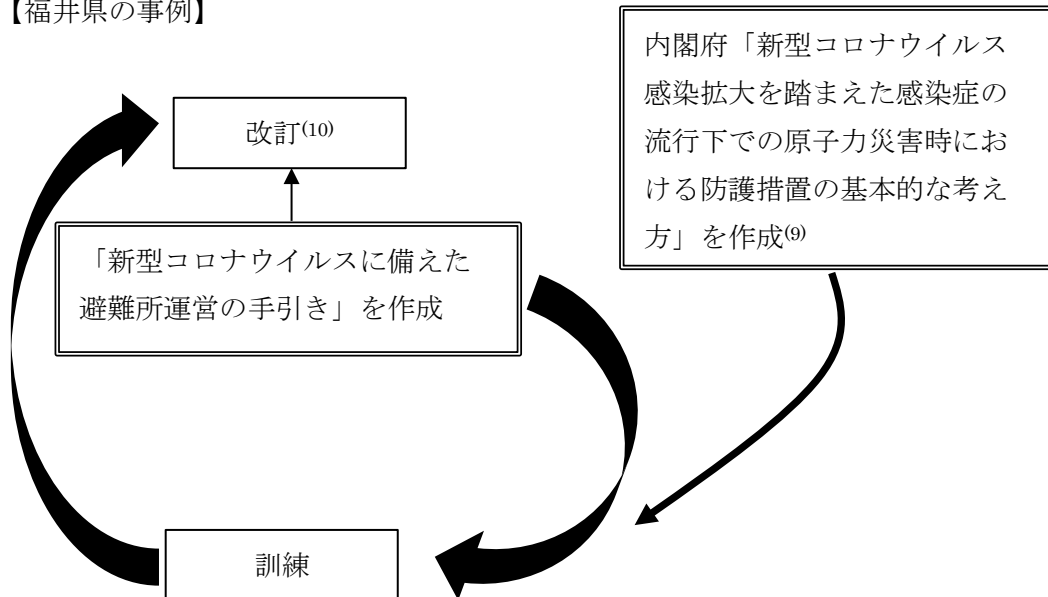 【福井県の事例】
内閣府「新型コロナウイルス
感染拡大を踏まえた感染症の
流行下での原子力災害時にお
ける防護措置の基本的な考え
方」を作成(9)
改訂(10)
「新型コロナウイルスに備えた
避難所運営の手引き」を作成
訓練